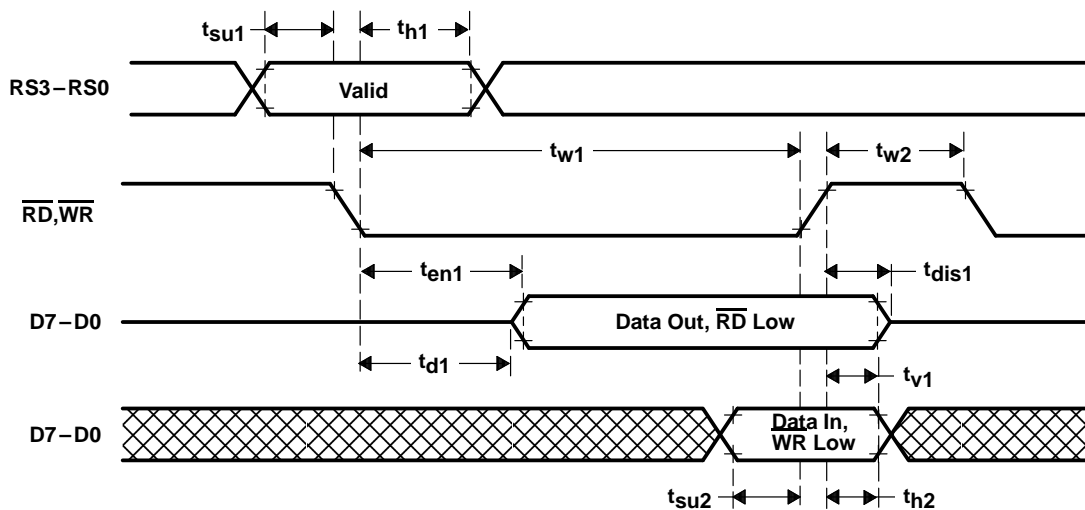 tsu1
th1
RS3–RS0
Valid
tw1
tw2
RD,WR
ten1
tdis1
D7–D0
Data Out, RD Low
td1
tv1
D7–D0
Data In,
WR Low
tsu2
th2